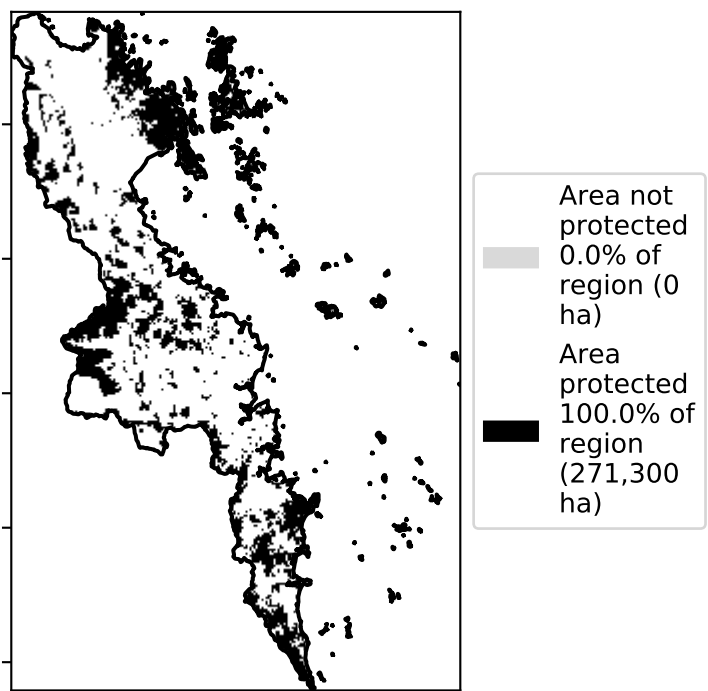 Area not
protected
0.0% of
region (0
ha)
Area
protected
100.0% of
region
(271,300
ha)